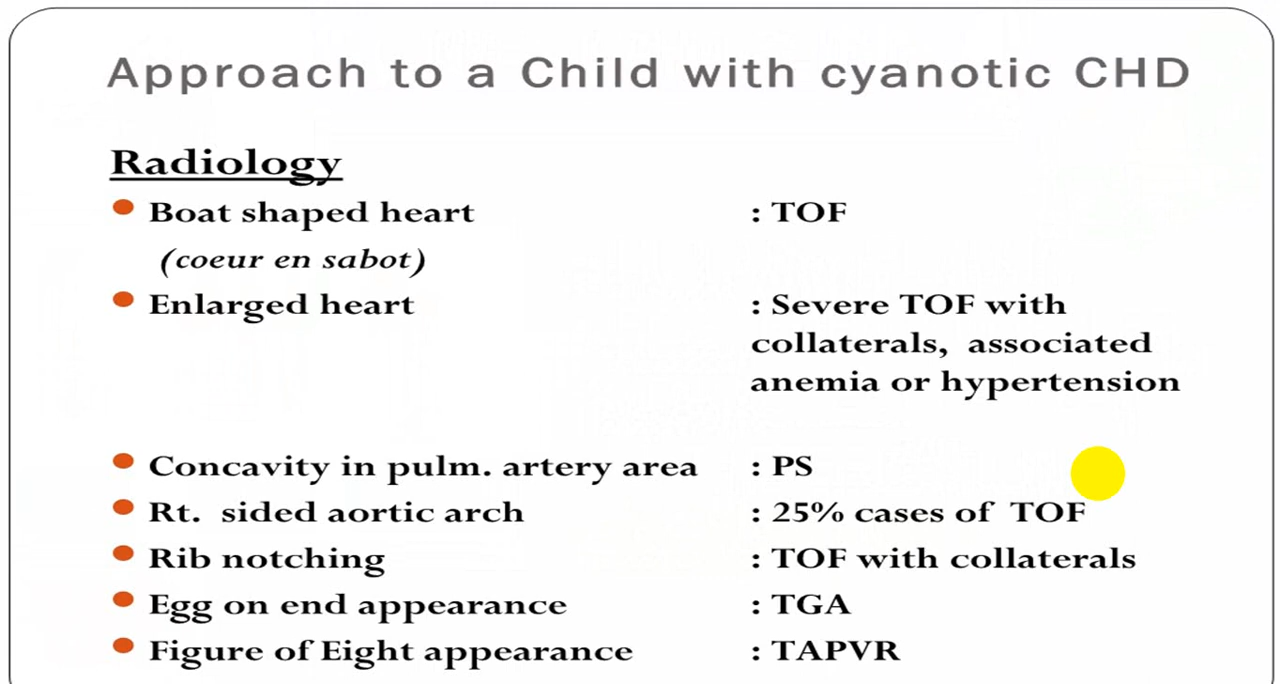 Approach to a Child with cyanotic CHD
Radiology
Boat shaped heart : TOF
(coeur en sabot)
Enlarged heart : Severe TOF with
collaterals, associated
anemia or hypertension
Concavity in pulm. artery area : PS
Rt. sided aortic arch : 25% cases of TOF
Rib notching : TOF with collaterals
Egg on end appearance : TGA
Figure of Eight appearance : TAPVR